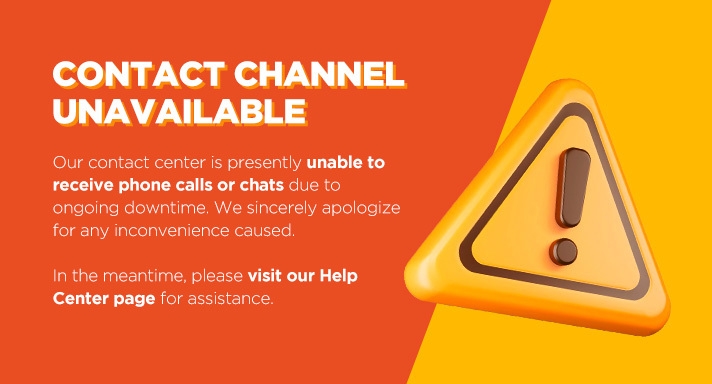 CONTACT CHANNEL
UNAVAILABLE
Our contact center is presently unable to
receive phone calls or chats due to
ongoing downtime. We sincerely apologize
for any inconvenience caused.
In the meantime, please visit our Help
Center page for assistance.